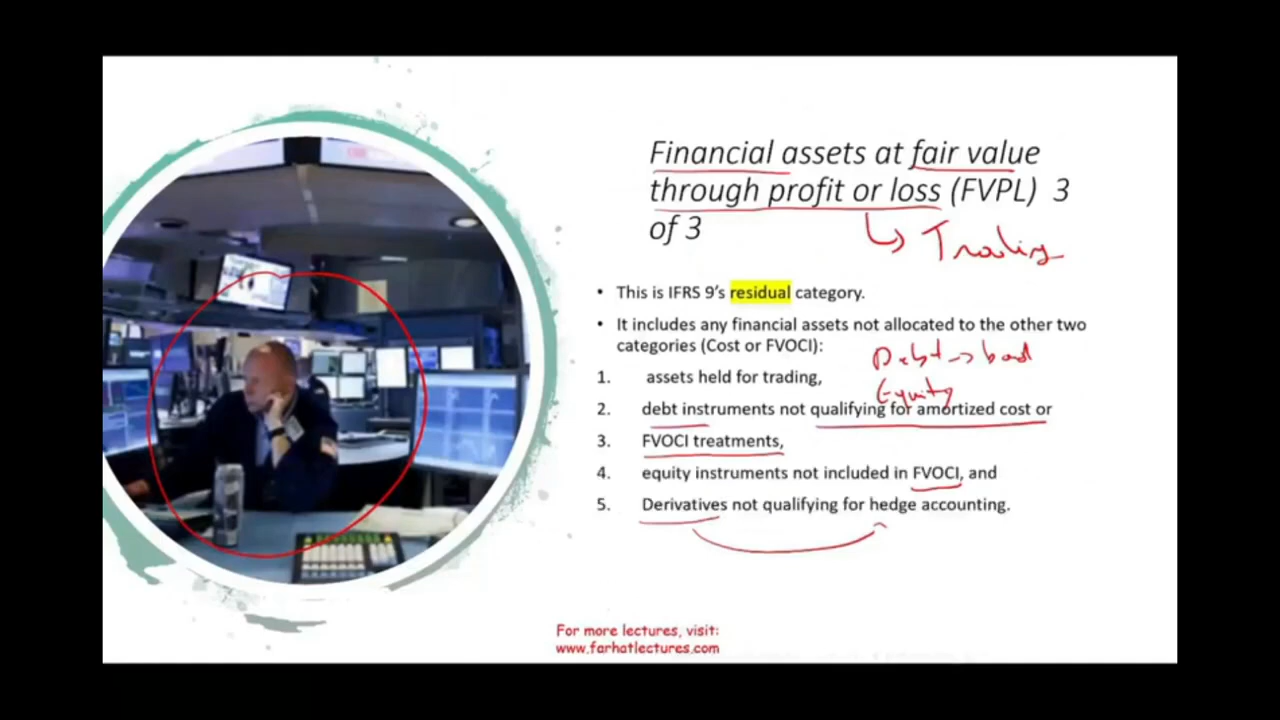 Financial assets at fair value
through profit or loss (FVPL) 3
of 3
Trading
• This is IFRS 9's residual category.
• It includes any financial assets not allocated to the other two
categories (Cost or FVOCI):
Debt → bond
1. assets held for trading,
Equity
2. debt instruments not qualifying for amortized cost or
3. FVOCI treatments,
4. equity instruments not included in FVOCI, and
5. Derivatives not qualifying for hedge accounting.
For more lectures, visit:
www.farhatlectures.com